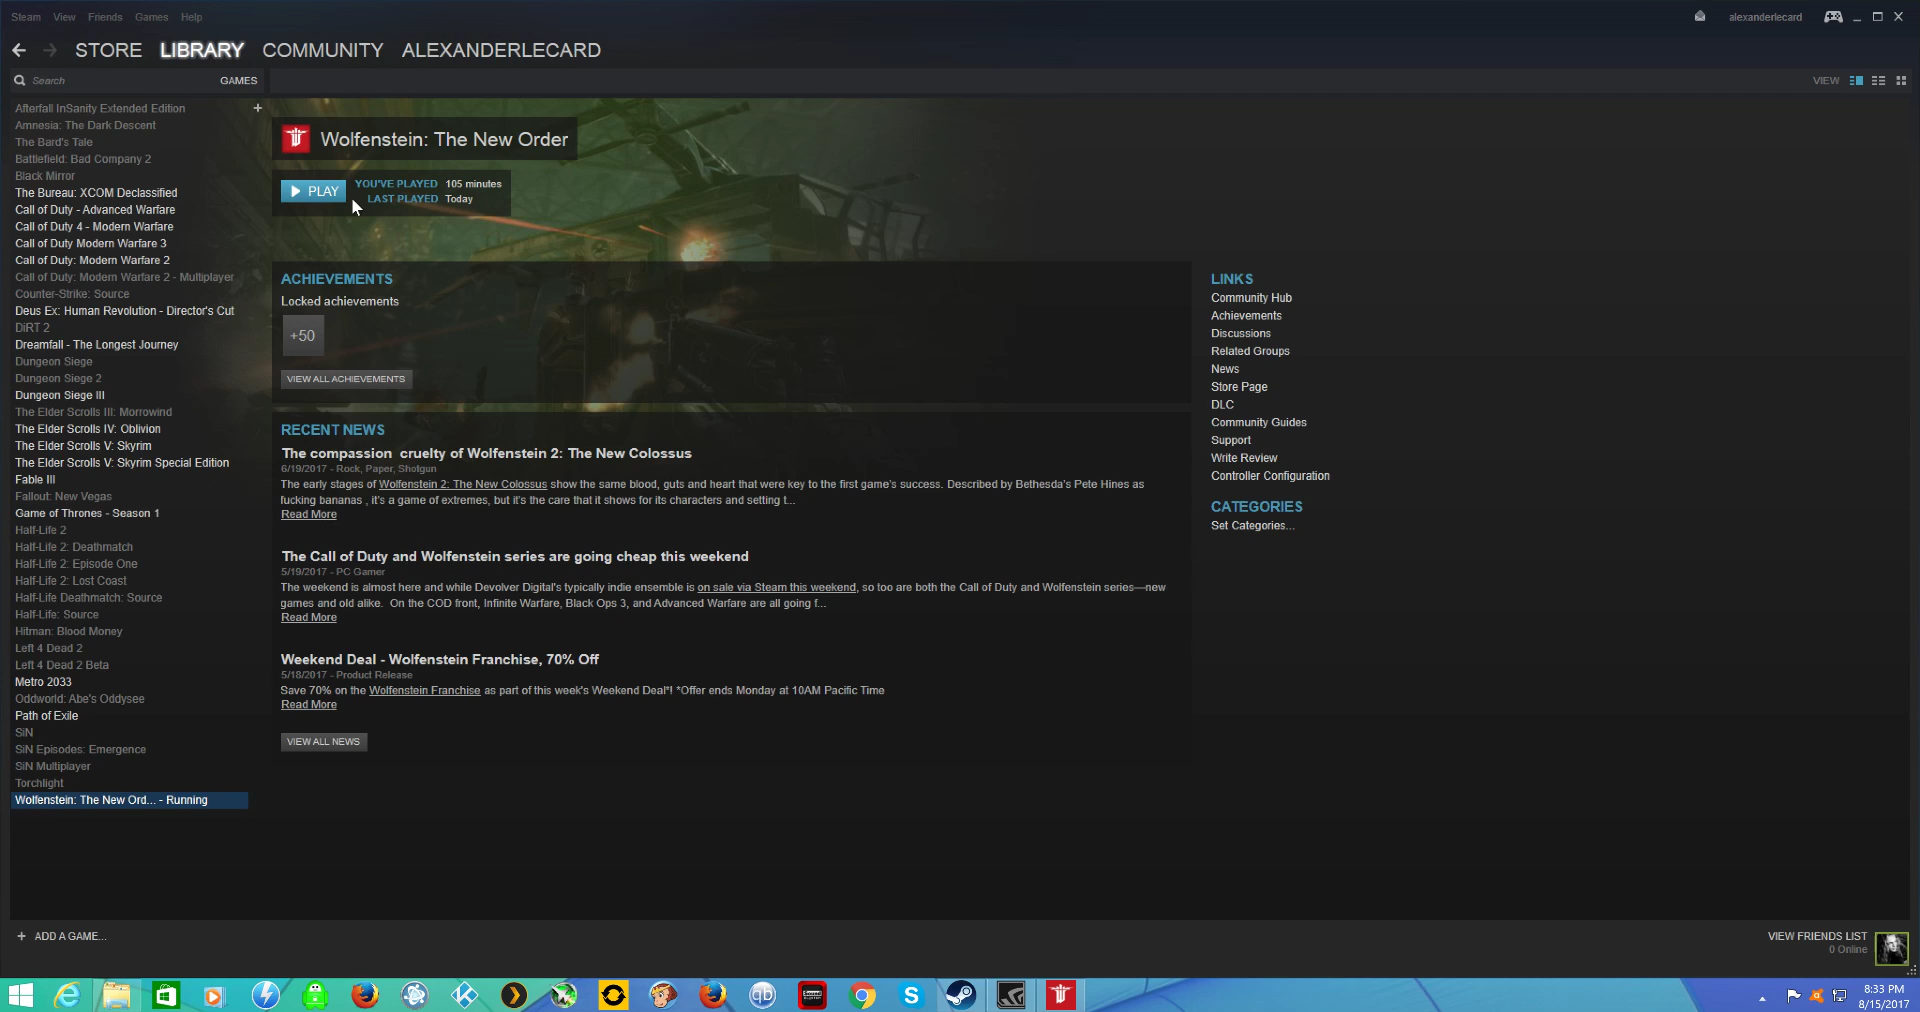 Steam View Friends Games Help
alexanderlecard
STORE LIBRARY COMMUNITY ALEXANDERLECARD
Search GAMES
VIEW
Afterfall InSanity Extended Edition +
Amnesia: The Dark Descent
The Bard's Tale
Battlefield: Bad Company 2
Black Mirror
The Bureau: XCOM Declassified
Call of Duty - Advanced Warfare
Call of Duty 4 - Modern Warfare
Call of Duty Modern Warfare 3
Call of Duty: Modern Warfare 2
Call of Duty: Modern Warfare 2 - Multiplayer
Counter-Strike: Source
Deus Ex: Human Revolution - Director's Cut
DiRT 2
Dreamfall - The Longest Journey
Dungeon Siege
Dungeon Siege 2
Dungeon Siege III
The Elder Scrolls III: Morrowind
The Elder Scrolls IV: Oblivion
The Elder Scrolls V: Skyrim
The Elder Scrolls V: Skyrim Special Edition
Fable III
Fallout: New Vegas
Game of Thrones - Season 1
Half-Life 2
Half-Life 2: Deathmatch
Half-Life 2: Episode One
Half-Life 2: Lost Coast
Half-Life Deathmatch: Source
Half-Life: Source
Hitman: Blood Money
Left 4 Dead 2
Left 4 Dead 2 Beta
Metro 2033
Oddworld: Abe's Oddysee
Path of Exile
SiN
SiN Episodes: Emergence
SiN Multiplayer
Torchlight
Wolfenstein: The New Ord... - Running
Wolfenstein: The New Order
PLAY
YOU'VE PLAYED 105 minutes
LAST PLAYED Today
ACHIEVEMENTS
Locked achievements
+50
VIEW ALL ACHIEVEMENTS
RECENT NEWS
The compassion cruelty of Wolfenstein 2: The New Colossus
6/19/2017 - Rock, Paper, Shotgun
The early stages of Wolfenstein 2: The New Colossus show the same blood, guts and heart that were key to the first game's success. Described by Bethesda's Pete Hines as
fucking bananas , it's a game of extremes, but it's the care that it shows for its characters and setting t...
Read More
The Call of Duty and Wolfenstein series are going cheap this weekend
5/19/2017 - PC Gamer
The weekend is almost here and while Devolver Digital's typically indie ensemble is on sale via Steam this weekend, so too are both the Call of Duty and Wolfenstein series—new
games and old alike. On the COD front, Infinite Warfare, Black Ops 3, and Advanced Warfare are all going f...
Read More
Weekend Deal - Wolfenstein Franchise, 70% Off
5/18/2017 - Product Release
Save 70% on the Wolfenstein Franchise as part of this week's Weekend Deal*! *Offer ends Monday at 10AM Pacific Time
Read More
VIEW ALL NEWS
LINKS
Community Hub
Achievements
Discussions
Related Groups
News
Store Page
DLC
Community Guides
Support
Write Review
Controller Configuration
CATEGORIES
Set Categories...
+ ADD A GAME...
VIEW FRIENDS LIST
0 Online
qb
S
8:33 PM
8/15/2017